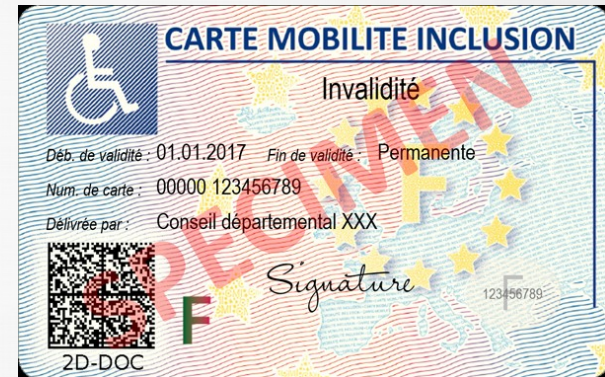 CARTE MOBILITE INCLUSION
Invalidité
Déb. de validité : 01.01.2017 Fin de validité : Permanente
Num. de carte : 00000 123456789
Délivrée par : Conseil départemental XXX
SPECIMEN
Signature
F
123456789
F
F
2D-DOC